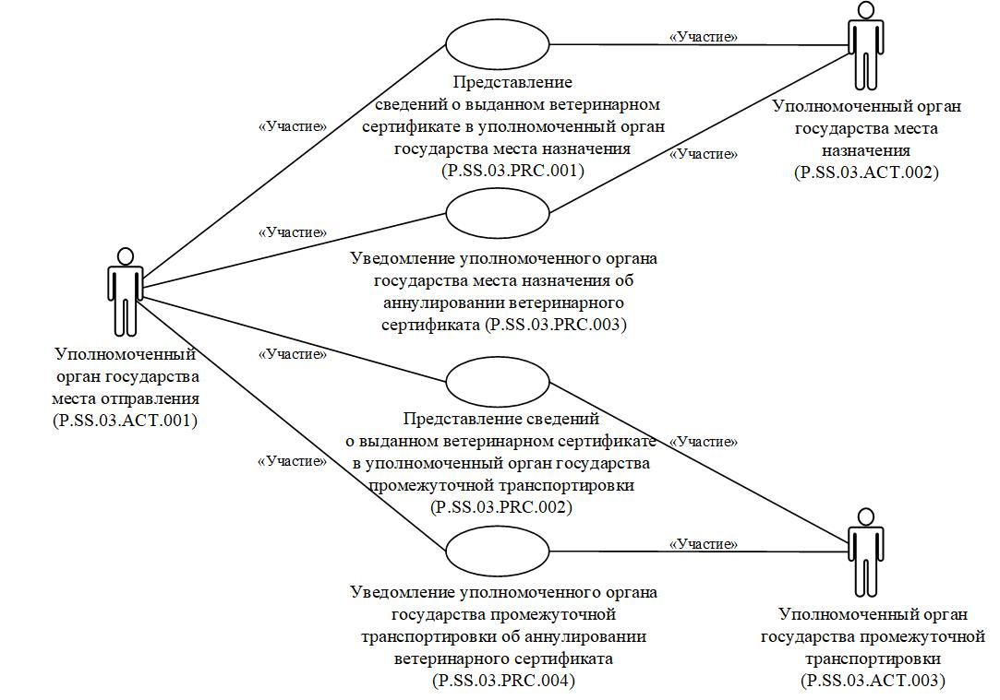 «Участие»
Представление
сведений о выданном ветеринарном
сертификате в уполномоченный орган
государства места назначения
(P.SS.03.PRC.001)
Уполномоченный орган
государства места
назначения
(P.SS.03.ACT.002)
«Участие»
«Участие»
«Участие»
Уведомление уполномоченного органа
государства места назначения об
аннулировании ветеринарного
сертификата (P.SS.03.PRC.003)
Уполномоченный
орган государства
места отправления
(P.SS.03.ACT.001)
«Участие»
Представление сведений
о выданном ветеринарном сертификате
в уполномоченный орган государства
промежуточной транспортировки
(P.SS.03.PRC.002)
«Участие»
«Участие»
«Участие»
Уведомление уполномоченного органа
государства промежуточной
транспортировки об аннулировании
ветеринарного сертификата
(P.SS.03.PRC.004)
Уполномоченный орган
государства промежуточной
транспортировки
(P.SS.03.ACT.003)